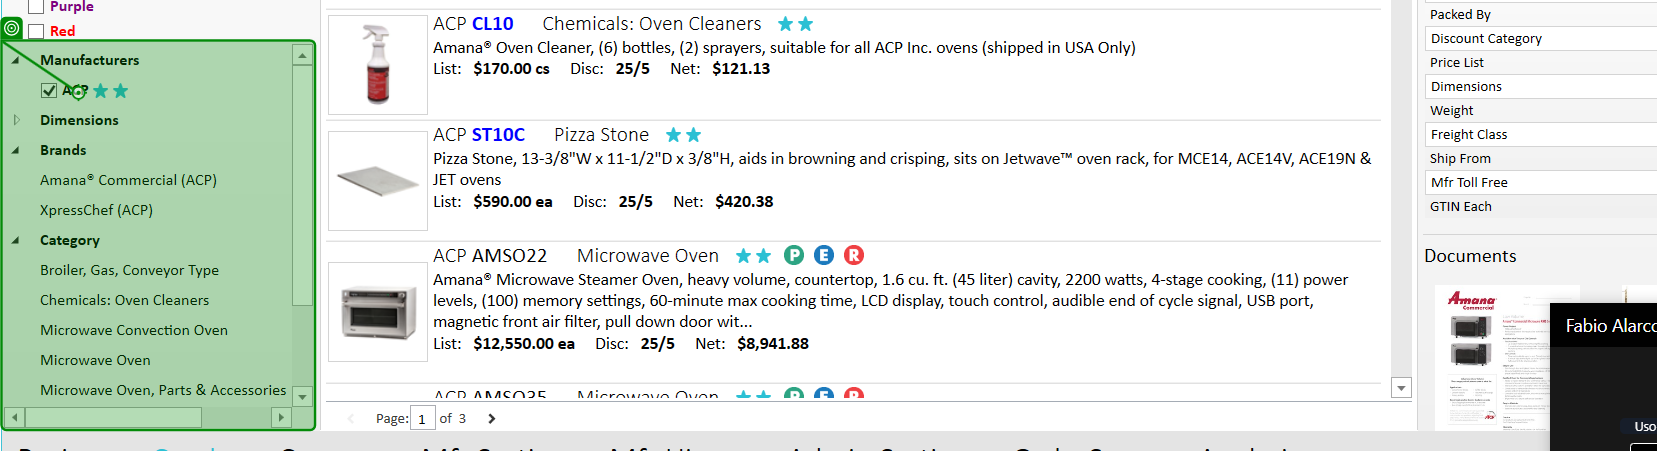 Purple
Red
Manufacturers
ACP
Dimensions
Brands
Amana® Commercial (ACP)
XpressChef (ACP)
Category
Broiler, Gas, Conveyor Type
Chemicals: Oven Cleaners
Microwave Convection Oven
Microwave Oven
Microwave Oven, Parts & Accessories
ACP CL10 Chemicals: Oven Cleaners
Amana® Oven Cleaner, (6) bottles, (2) sprayers, suitable for all ACP Inc. ovens (shipped in USA Only)
List: $170.00 cs Disc: 25/5 Net: $121.13
ACP ST10C Pizza Stone
Pizza Stone, 13-3/8"W x 11-1/2"D x 3/8"H, aids in browning and crisping, sits on Jetwave™ oven rack, for MCE14, ACE14V, ACE19N &
JET ovens
List: $590.00 ea Disc: 25/5 Net: $420.38
ACP AMSO22 Microwave Oven P E R
Amana® Microwave Steamer Oven, heavy volume, countertop, 1.6 cu. ft. (45 liter) cavity, 2200 watts, 4-stage cooking, (11) power
levels, (100) memory settings, 60-minute max cooking time, LCD display, touch control, audible end of cycle signal, USB port,
magnetic front air filter, pull down door wit...
List: $12,550.00 ea Disc: 25/5 Net: $8,941.88
ACP AMSO35 Microwave Oven P E R
Page: 1 of 3
Packed By
Discount Category
Price List
Dimensions
Weight
Freight Class
Ship From
Mfr Toll Free
GTIN Each
Documents
Amana
Commercial
Fabio Alarco
Uso